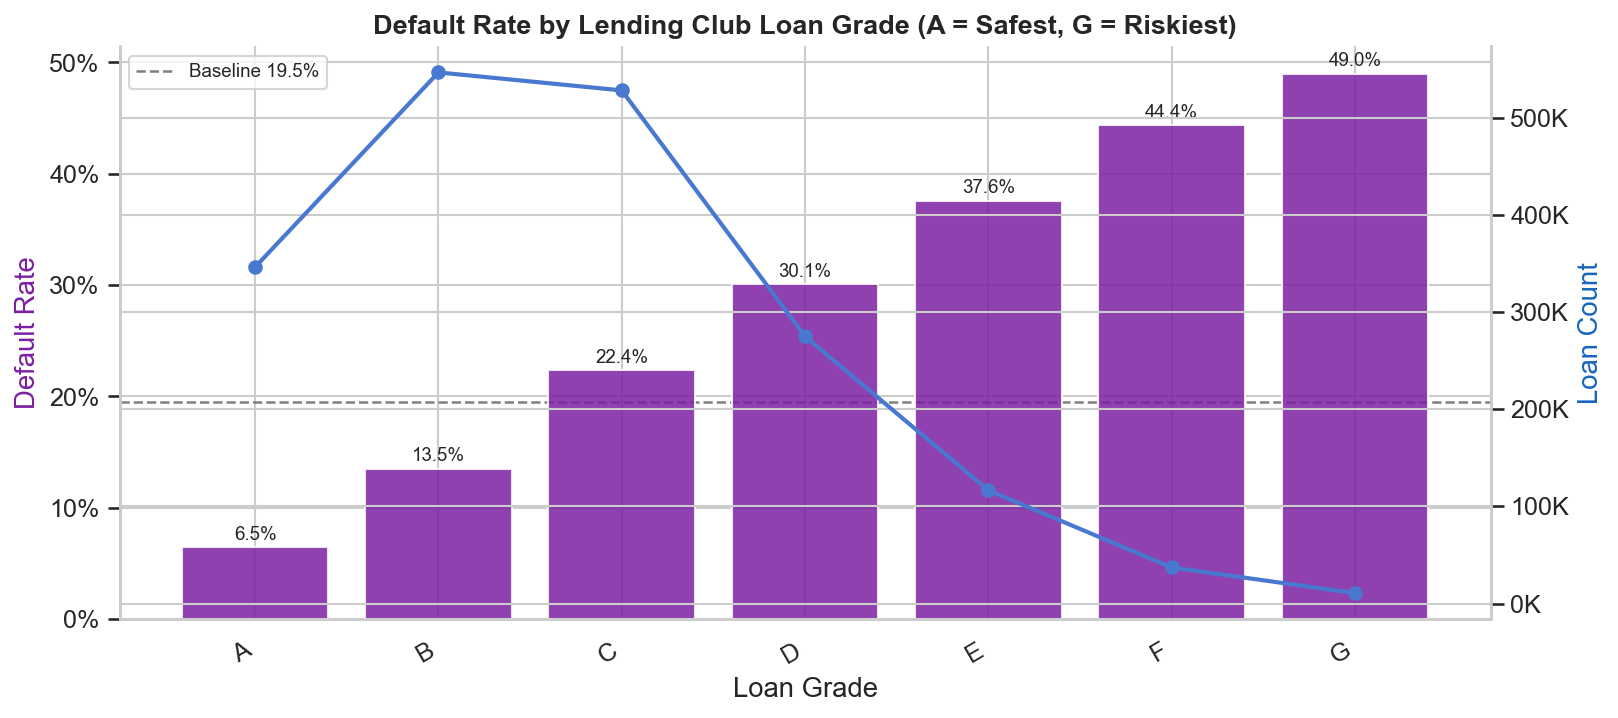 Default Rate by Lending Club Loan Grade (A = Safest, G = Riskiest)
Baseline 19.5%
Default Rate
50%
40%
30%
20%
10%
0%
6.5%
13.5%
22.4%
30.1%
37.6%
44.4%
49.0%
500K
400K
300K
200K
100K
0K
Loan Count
A
B
C
D
E
F
G
Loan Grade